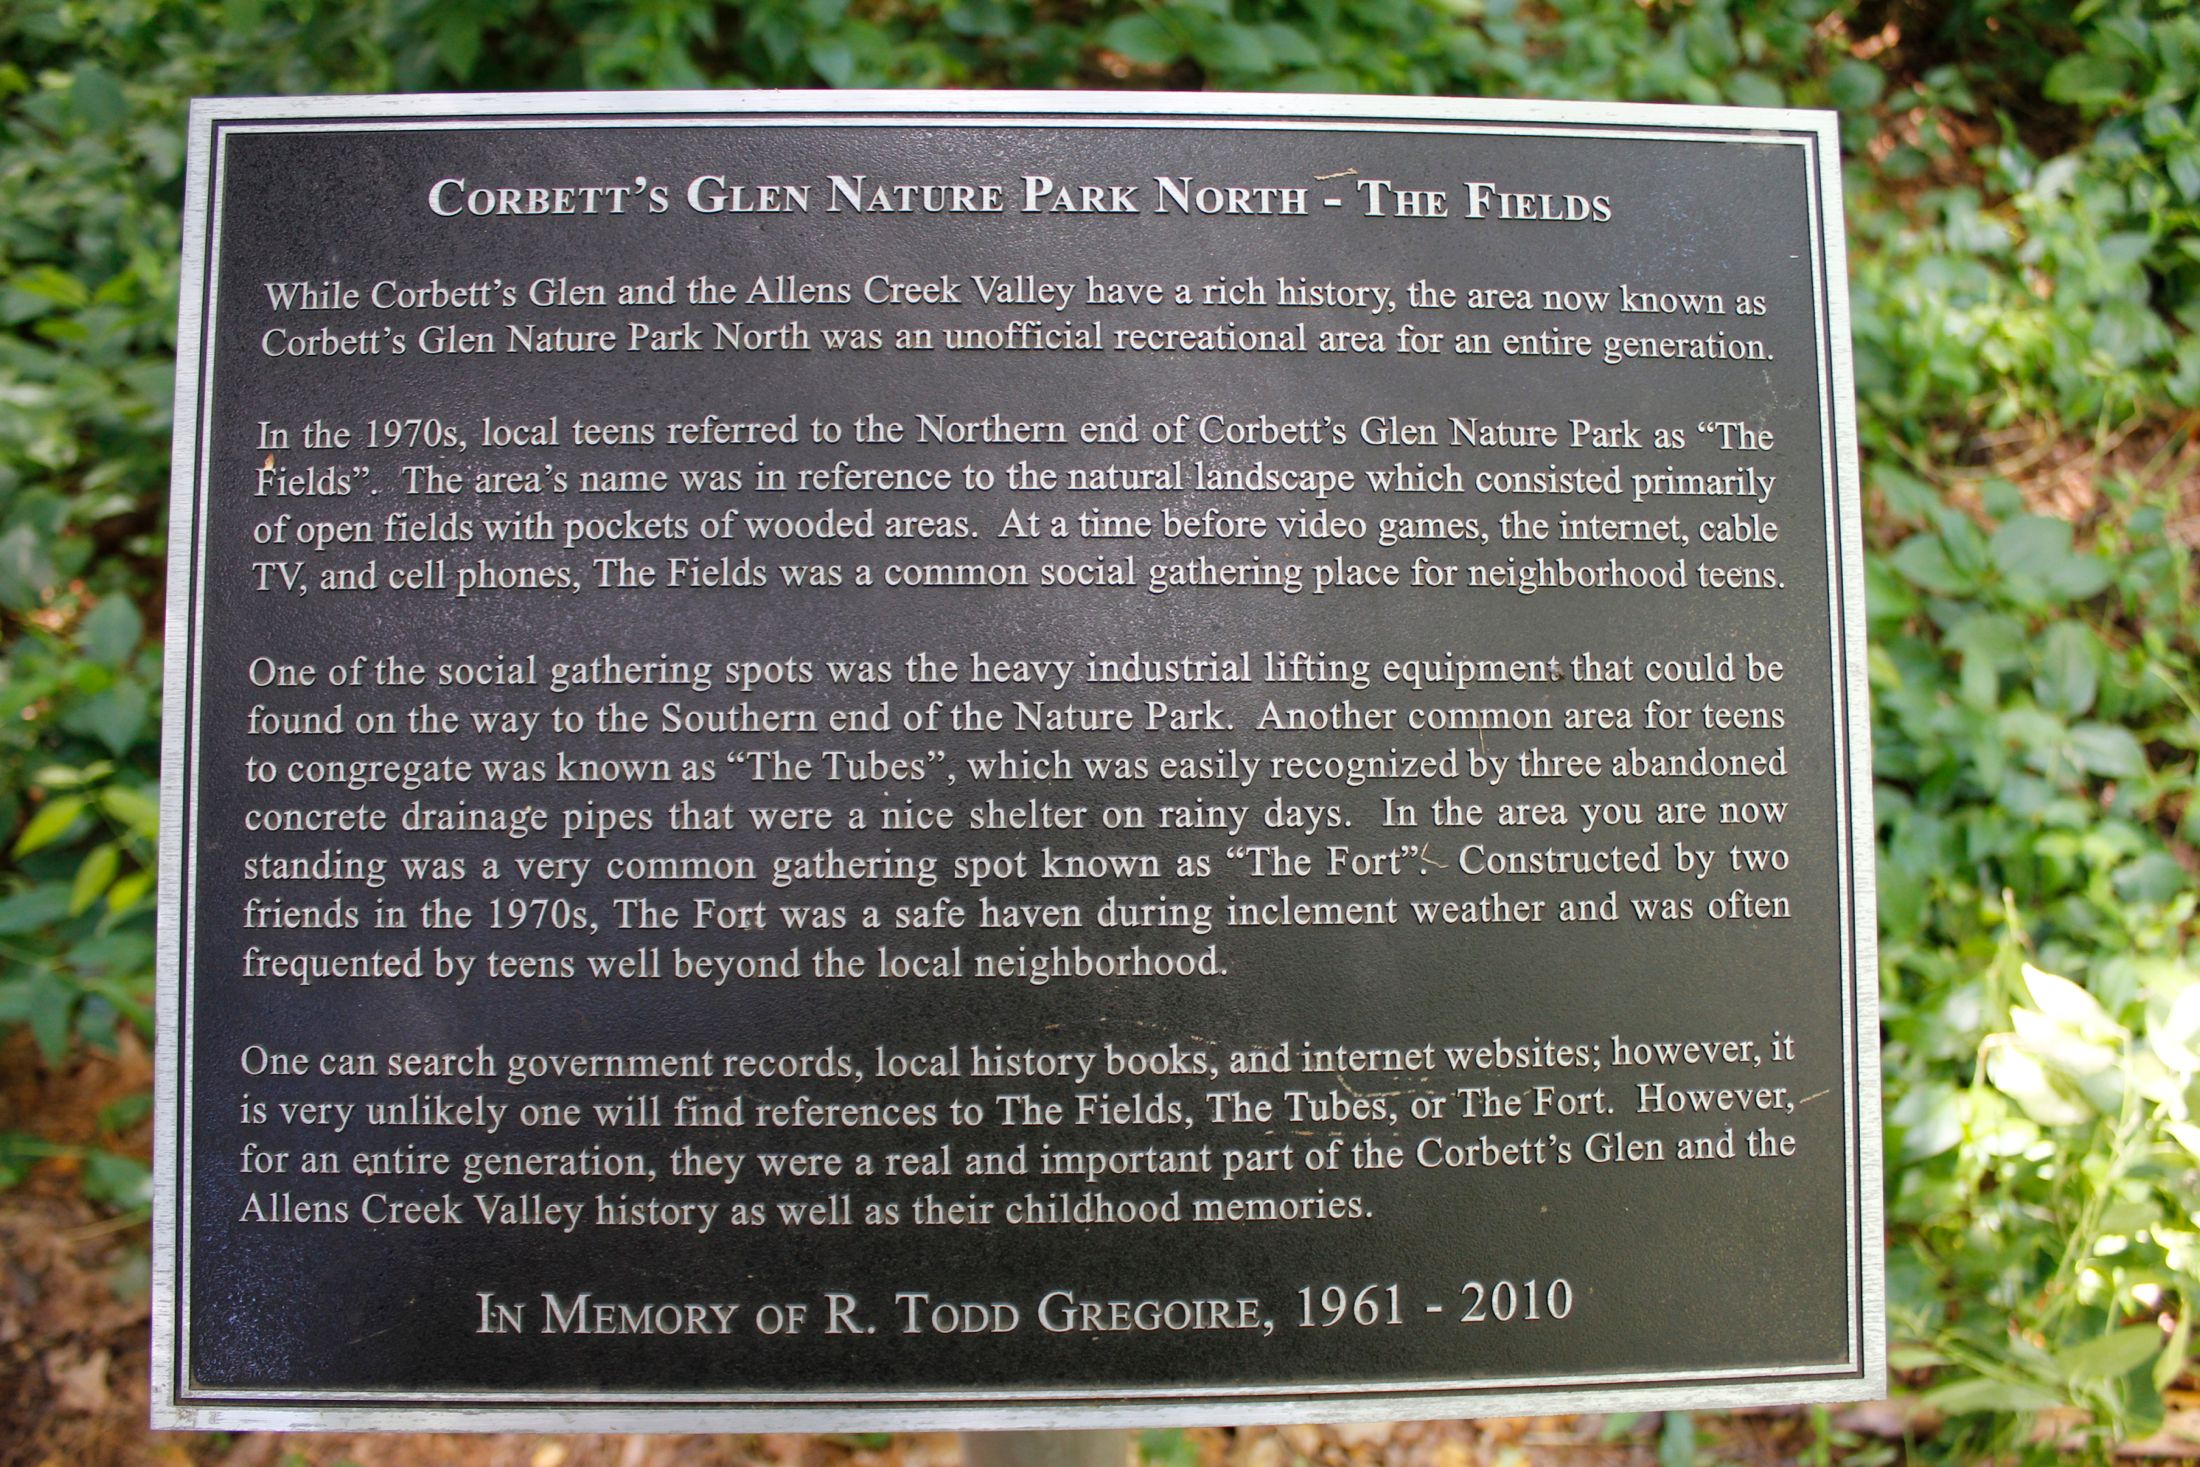 CORBETT'S GLEN NATURE PARK NORTH - THE FIELDS
While Corbett's Glen and the Allens Creek Valley have a rich history, the area now known as
Corbett's Glen Nature Park North was an unofficial recreational area for an entire generation.
In the 1970s, local teens referred to the Northern end of Corbett's Glen Nature Park as “The
Fields”. The area's name was in reference to the natural landscape which consisted primarily
of open fields with pockets of wooded areas. At a time before video games, the internet, cable
TV, and cell phones, The Fields was a common social gathering place for neighborhood teens.
One of the social gathering spots was the heavy industrial lifting equipment that could be
found on the way to the Southern end of the Nature Park. Another common area for teens
to congregate was known as “The Tubes”, which was easily recognized by three abandoned
concrete drainage pipes that were a nice shelter on rainy days. In the area you are now
standing was a very common gathering spot known as “The Fort”. Constructed by two
friends in the 1970s, The Fort was a safe haven during inclement weather and was often
frequented by teens well beyond the local neighborhood.
One can search government records, local history books, and internet websites; however, it
is very unlikely one will find references to The Fields, The Tubes, or The Fort. However,
for an entire generation, they were a real and important part of the Corbett's Glen and the
Allens Creek Valley history as well as their childhood memories.
IN MEMORY OF R. TODD GREGOIRE, 1961 - 2010